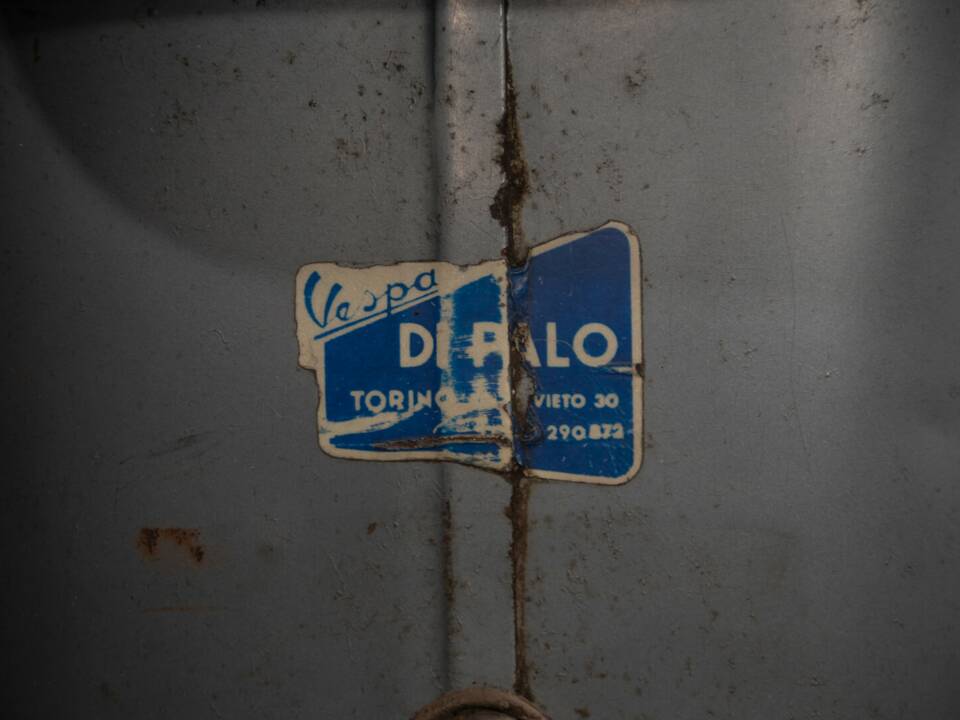 Vespa
DI PALO
TORINO VIETO 30
290.872